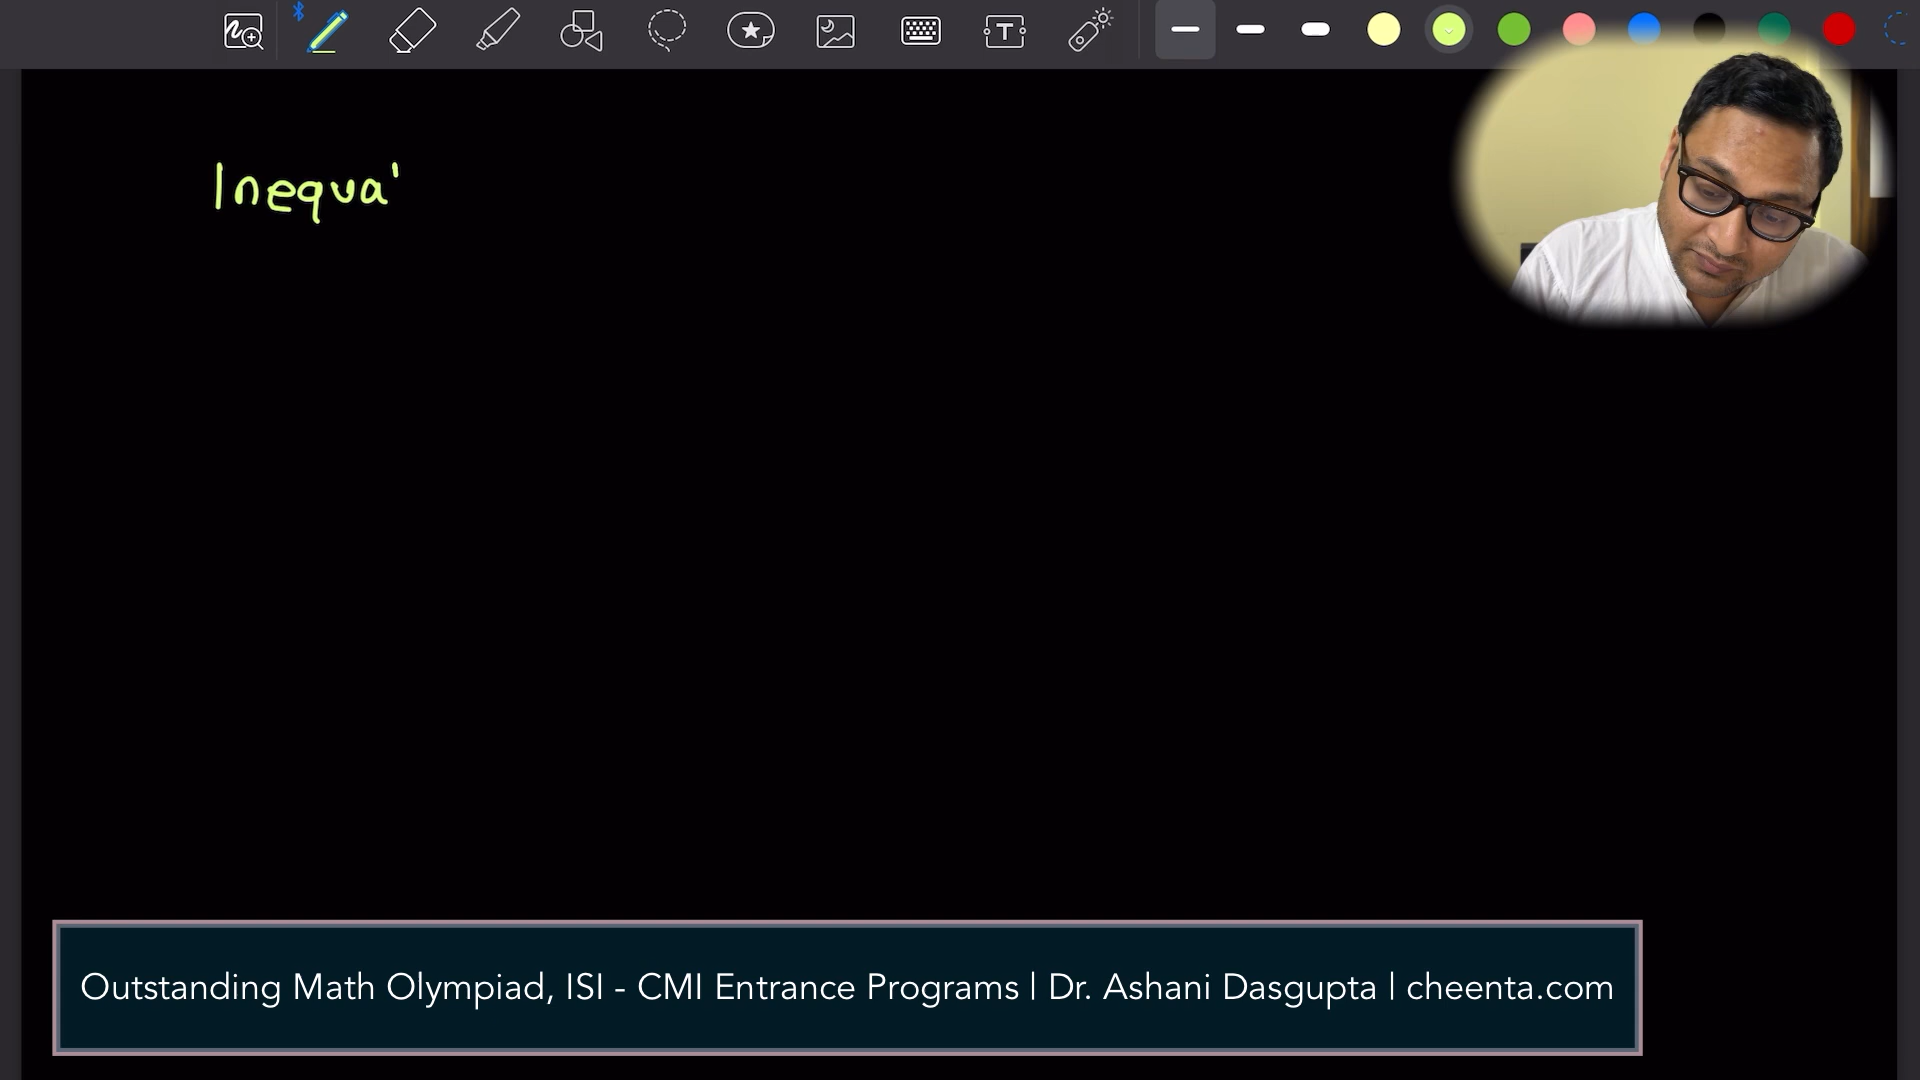 Inequa'
Outstanding Math Olympiad, ISI - CMI Entrance Programs | Dr. Ashani Dasgupta | cheenta.com